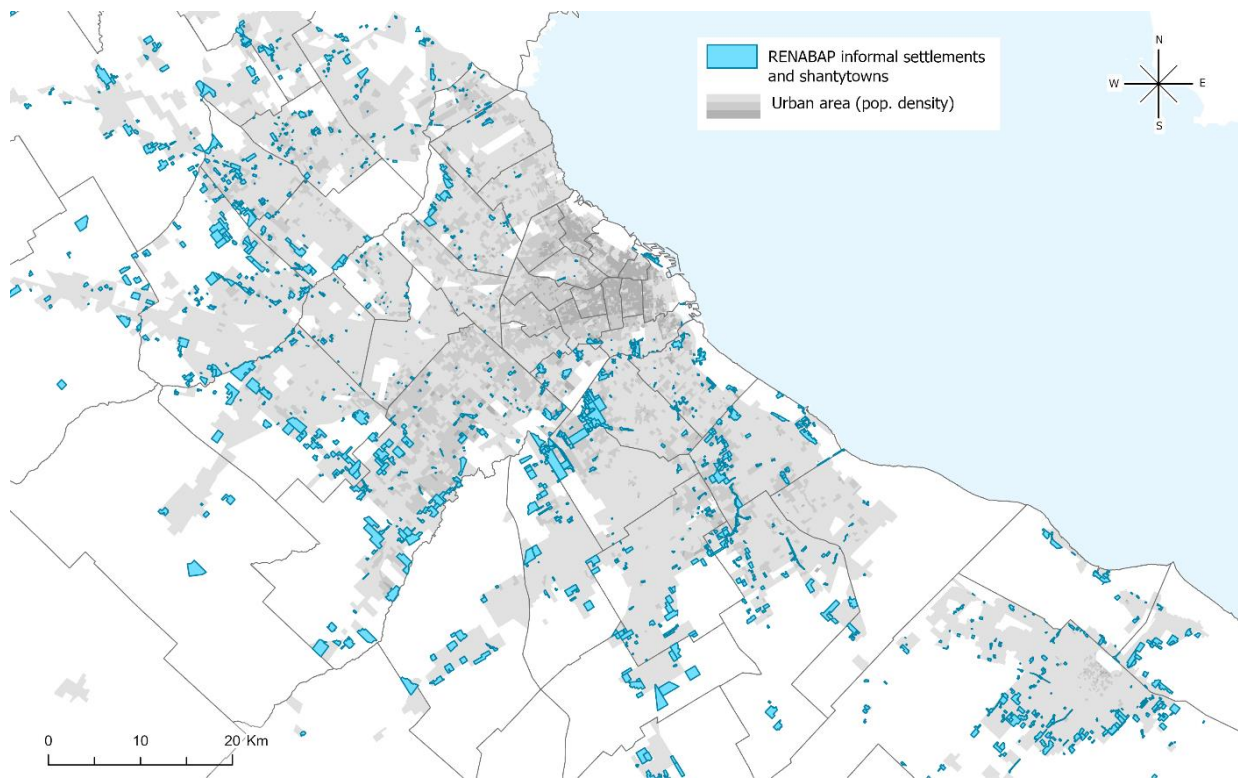 RENABAP informal settlements
and shantytowns
Urban area (pop. density)
N
W E
S
0 10 20 Km